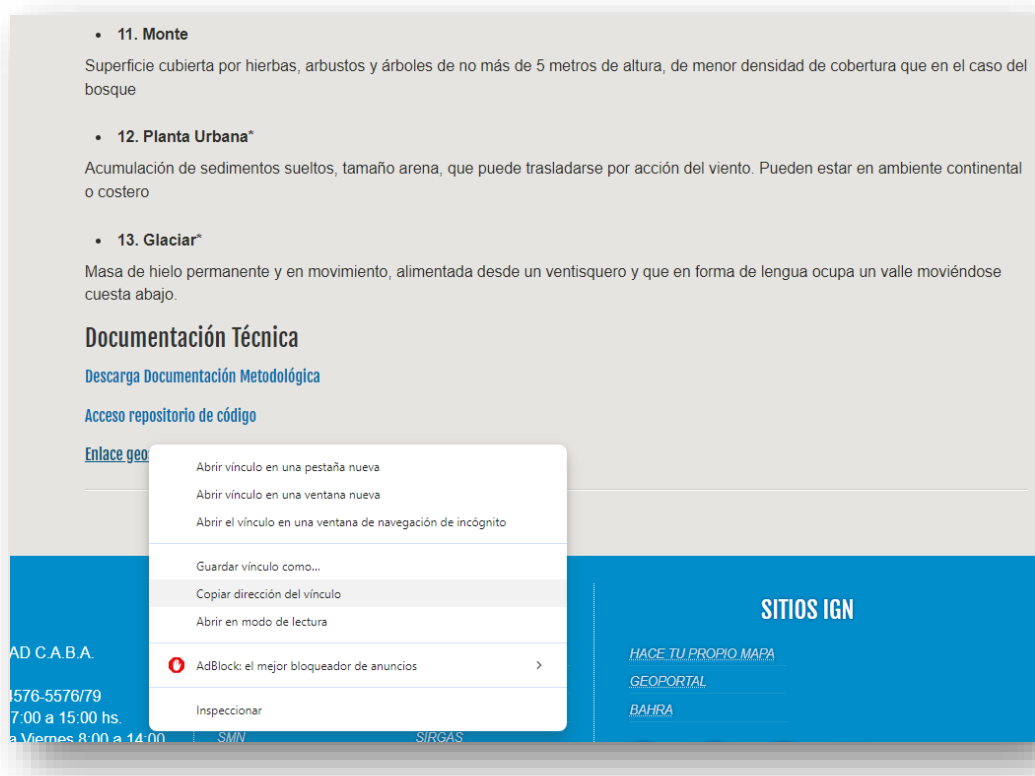 11. Monte
Superficie cubierta por hierbas, arbustos y árboles de no más de 5 metros de altura, de menor densidad de cobertura que en el caso del
bosque
12. Planta Urbana*
Acumulación de sedimentos sueltos, tamaño arena, que puede trasladarse por acción del viento. Pueden estar en ambiente continental
o costero
13. Glaciar*
Masa de hielo permanente y en movimiento, alimentada desde un ventisquero y que en forma de lengua ocupa un valle moviéndose
cuesta abajo.
Documentación Técnica
Descarga Documentación Metodológica
Acceso repositorio de código
Enlace geo
Abrir vínculo en una pestaña nueva
Abrir vínculo en una ventana nueva
Abrir el vínculo en una ventana de navegación de incógnito
Guardar vínculo como...
Copiar dirección del vínculo
Abrir en modo de lectura
AdBlock: el mejor bloqueador de anuncios
Inspeccionar
AD C.A.B.A.
4576-5576/79
7:00 a 15:00 hs.
a Viernes 8:00 a 14:00
SMN
SIRGAS
SITIOS IGN
HACE TU PROPIO MAPA
GEOPORTAL
BAHRA